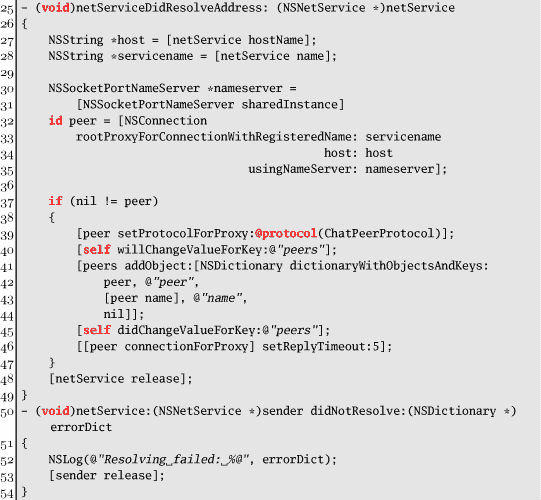 25 - (void)netServiceDidResolveAddress: (NSNetService *)netService
26 {
27     NSString *host = [netService hostName];
28     NSString *servicename = [netService name];
29
30     NSSocketPortNameServer *nameserver =
31         [NSSocketPortNameServer sharedInstance]
32     id peer = [NSConnection
33         rootProxyForConnectionWithRegisteredName: servicename
34                                             host: host
35                                  usingNameServer: nameserver];
36
37     if (nil != peer)
38     {
39         [peer setProtocolForProxy:@protocol(ChatPeerProtocol)];
40         [self willChangeValueForKey:@"peers"];
41         [peers addObject:[NSDictionary dictionaryWithObjectsAndKeys:
42             peer, @"peer",
43             [peer name], @"name",
44             nil]];
45         [self didChangeValueForKey:@"peers"];
46         [[peer connectionForProxy] setReplyTimeout:5];
47     }
48     [netService release];
49 }
50 - (void)netService:(NSNetService *)sender didNotResolve:(NSDictionary *)
       errorDict
51 {
52     NSLog(@"Resolving␣failed:␣%@", errorDict);
53     [sender release];
54 }